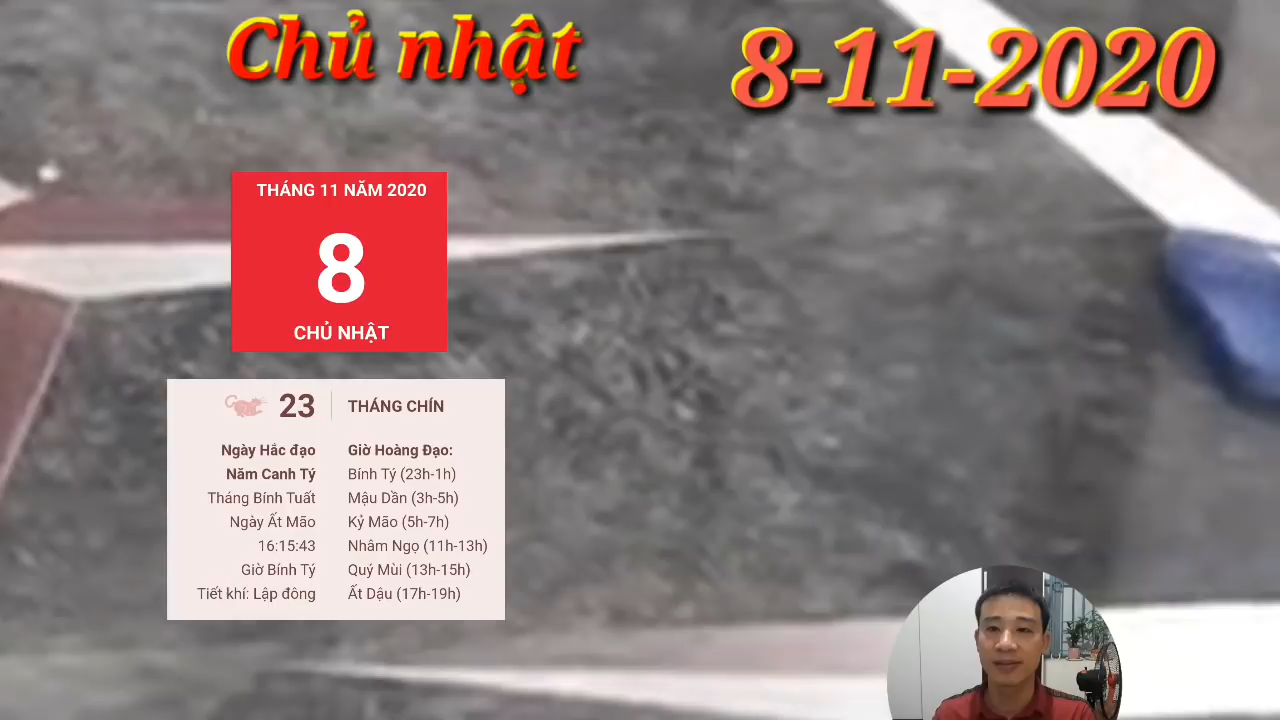 Chủ nhật
8-11-2020
THÁNG 11 NĂM 2020
8
CHỦ NHẬT
23 THÁNG CHÍN
Ngày Hắc đạo
Năm Canh Tý
Tháng Bính Tuất
Ngày Ất Mão
16:15:43
Giờ Bính Tý
Tiết khí: Lập đông
Giờ Hoàng Đạo:
Bính Tý (23h-1h)
Mậu Dần (3h-5h)
Kỷ Mão (5h-7h)
Nhâm Ngọ (11h-13h)
Quý Mùi (13h-15h)
Ất Dậu (17h-19h)